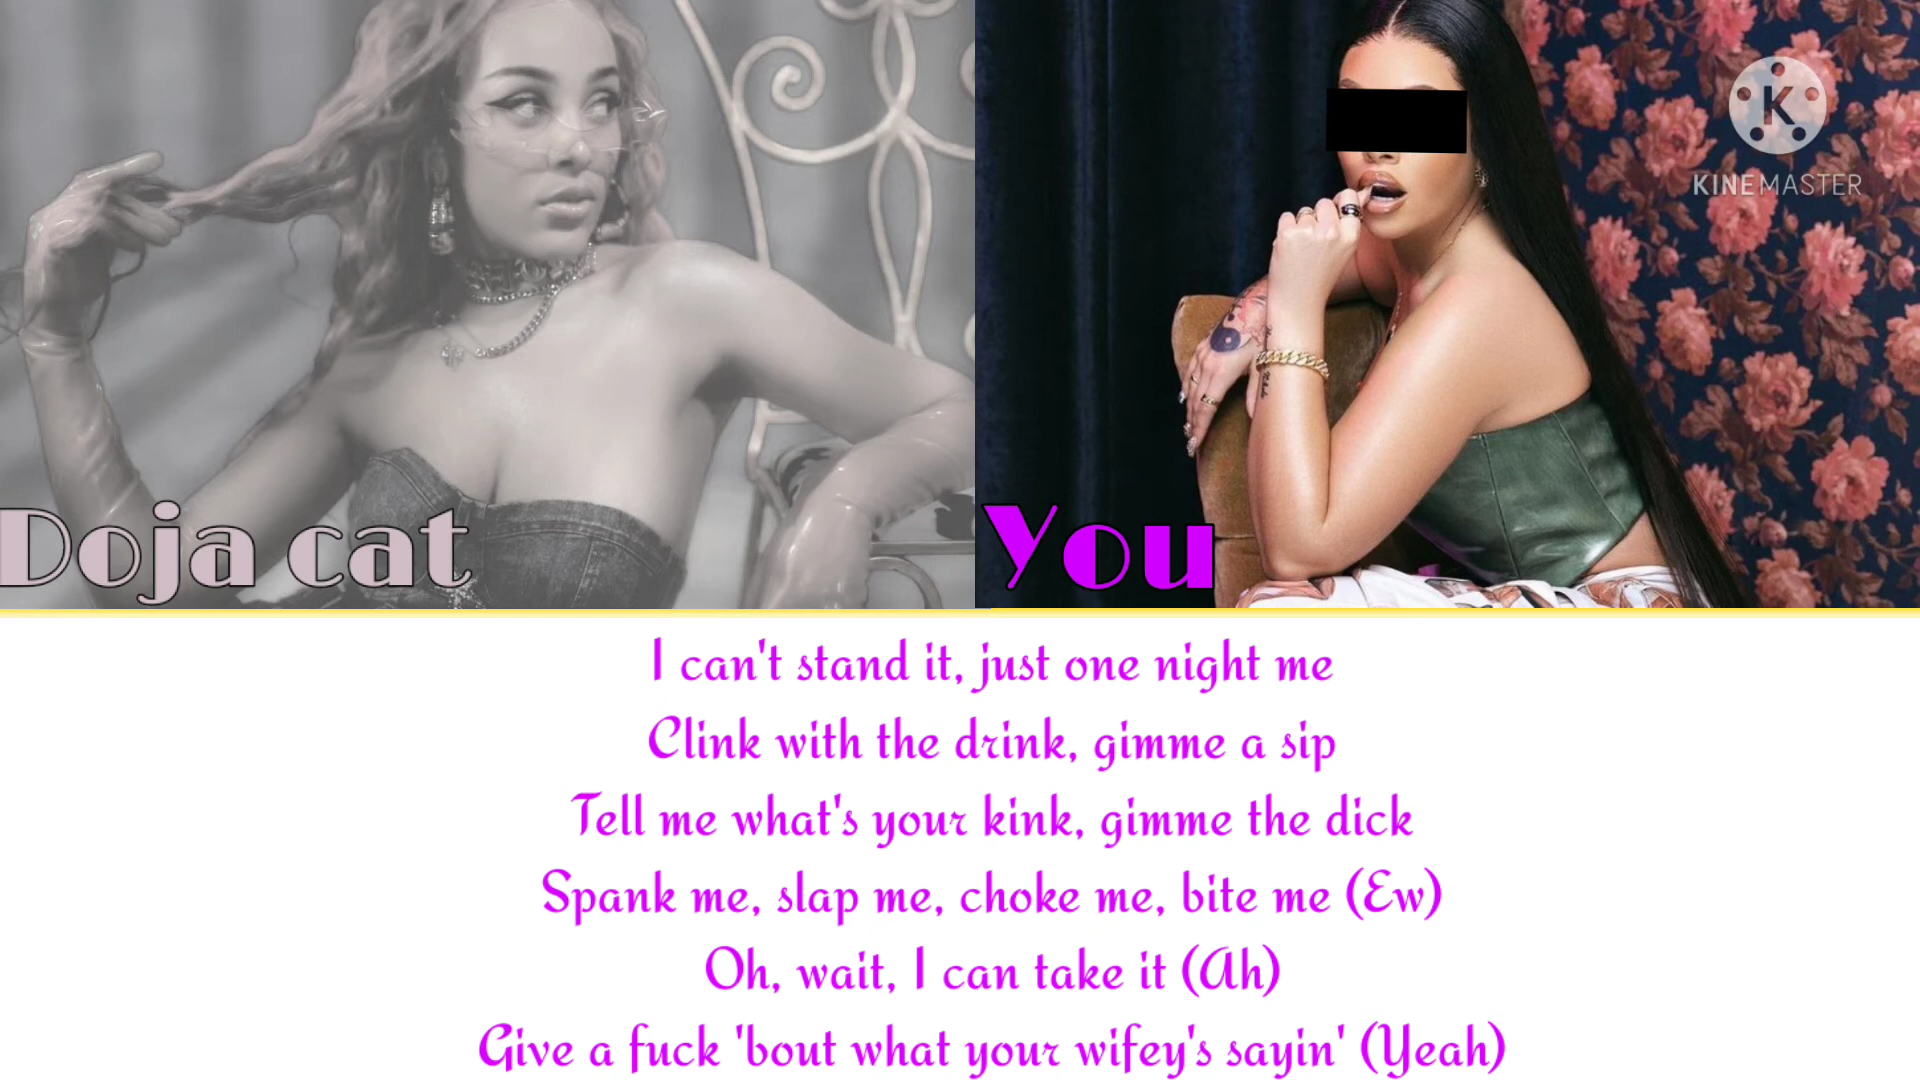 KINEMASTER
Doja cat
You
I can't stand it, just one night me
Clink with the drink, gimme a sip
Tell me what's your kink, gimme the dick
Spank me, slap me, choke me, bite me (Ew)
Oh, wait, I can take it (Ah)
Give a fuck 'bout what your wifey's sayin' (Yeah)